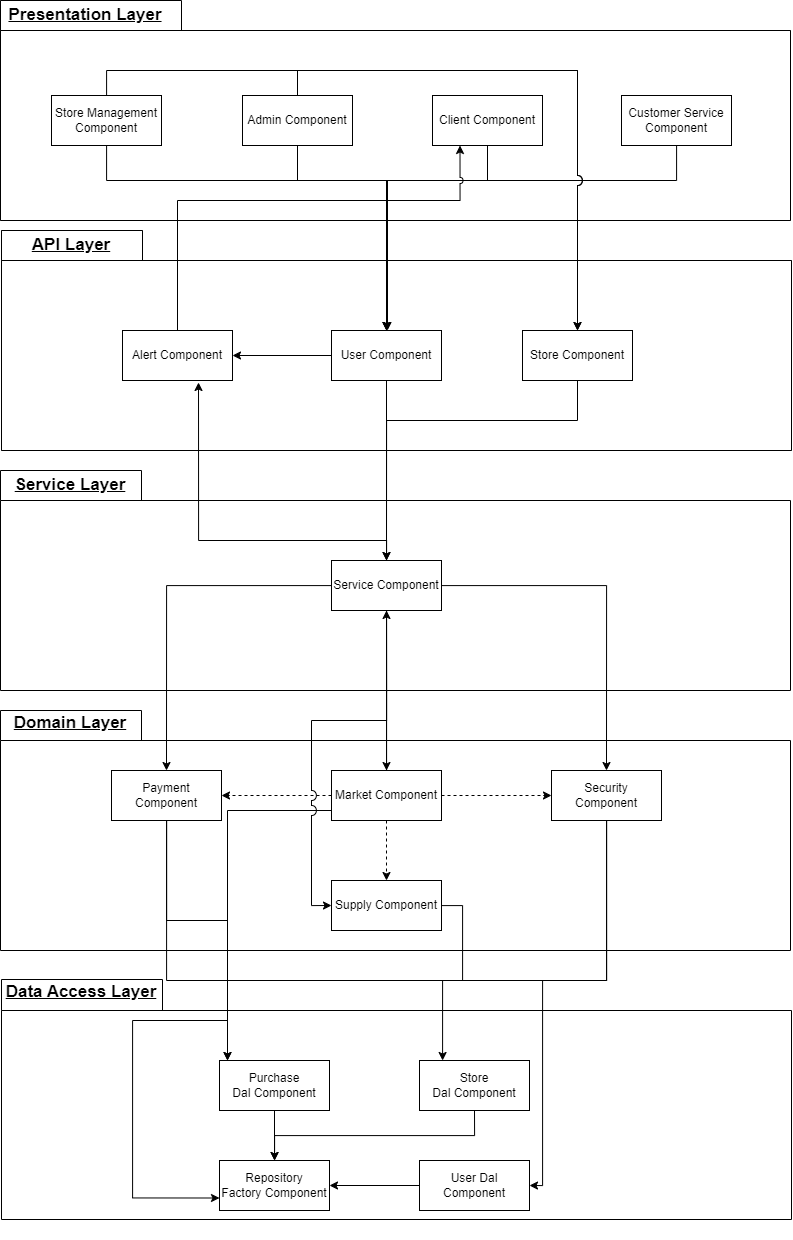 Presentation Layer
Store Management
Component
Admin Component
Client Component
Customer Service
Component
API Layer
Alert Component
User Component
Store Component
Service Layer
Service Component
Domain Layer
Payment
Component
Market Component
Security
Component
Supply Component
Data Access Layer
Purchase
Dal Component
Store
Dal Component
Repository
Factory Component
User Dal
Component